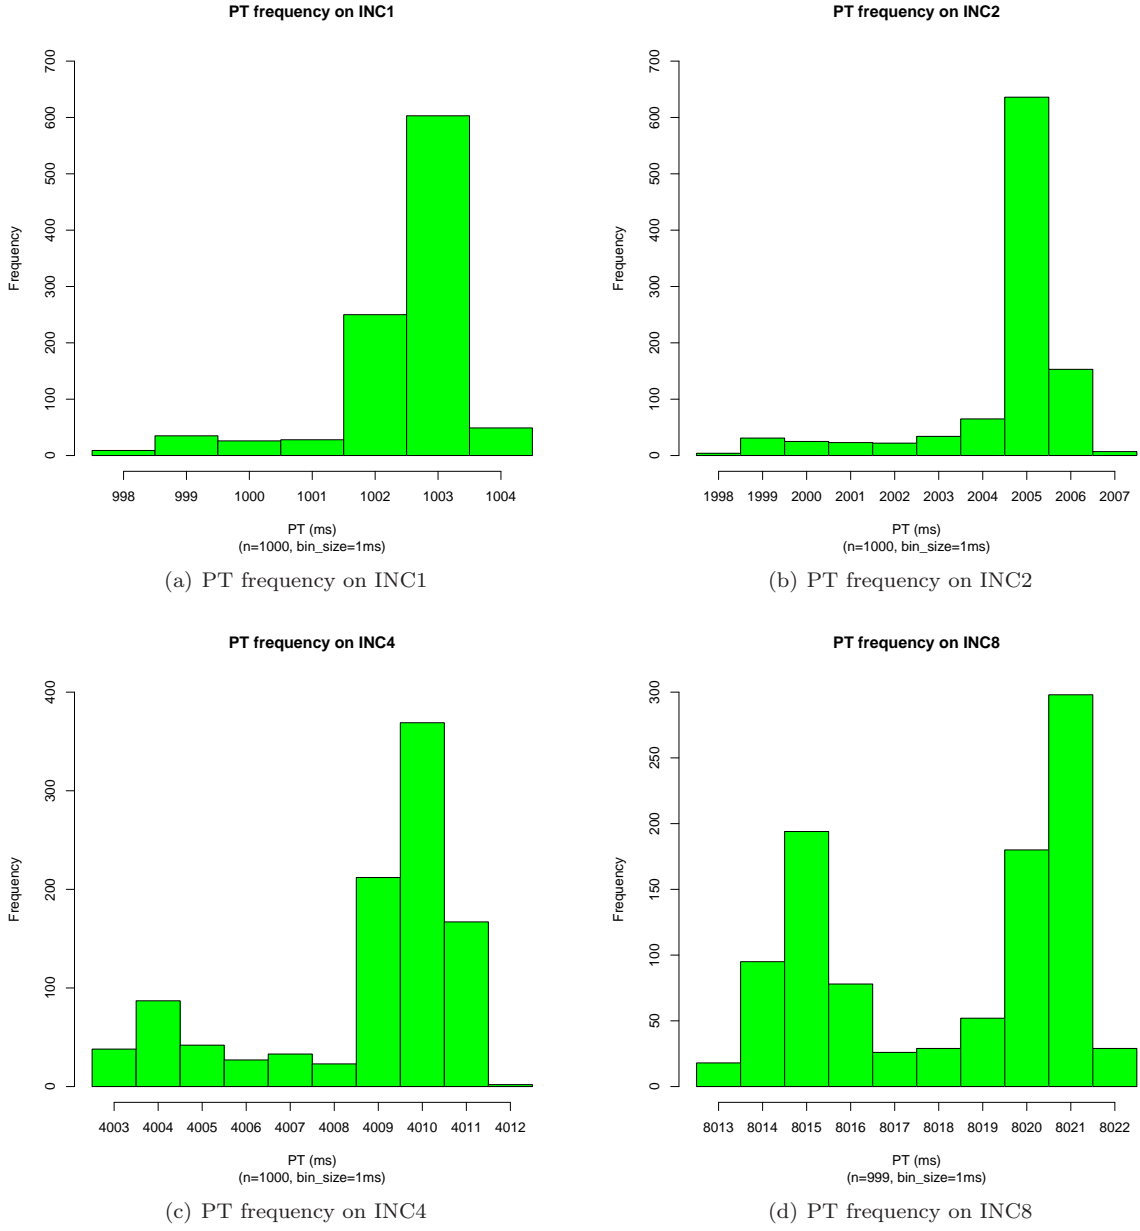 PT frequency on INC1
700
600
500
400
300
200
100
0
Frequency
998 999 1000 1001 1002 1003 1004
PT (ms)
(n=1000, bin_size=1ms)
(a) PT frequency on INC1
PT frequency on INC2
700
600
500
400
300
200
100
0
Frequency
1998 1999 2000 2001 2002 2003 2004 2005 2006 2007
PT (ms)
(n=1000, bin_size=1ms)
(b) PT frequency on INC2
PT frequency on INC4
400
300
200
100
0
Frequency
4003 4004 4005 4006 4007 4008 4009 4010 4011 4012
PT (ms)
(n=1000, bin_size=1ms)
(c) PT frequency on INC4
PT frequency on INC8
300
250
200
150
100
50
0
Frequency
8013 8014 8015 8016 8017 8018 8019 8020 8021 8022
PT (ms)
(n=999, bin_size=1ms)
(d) PT frequency on INC8